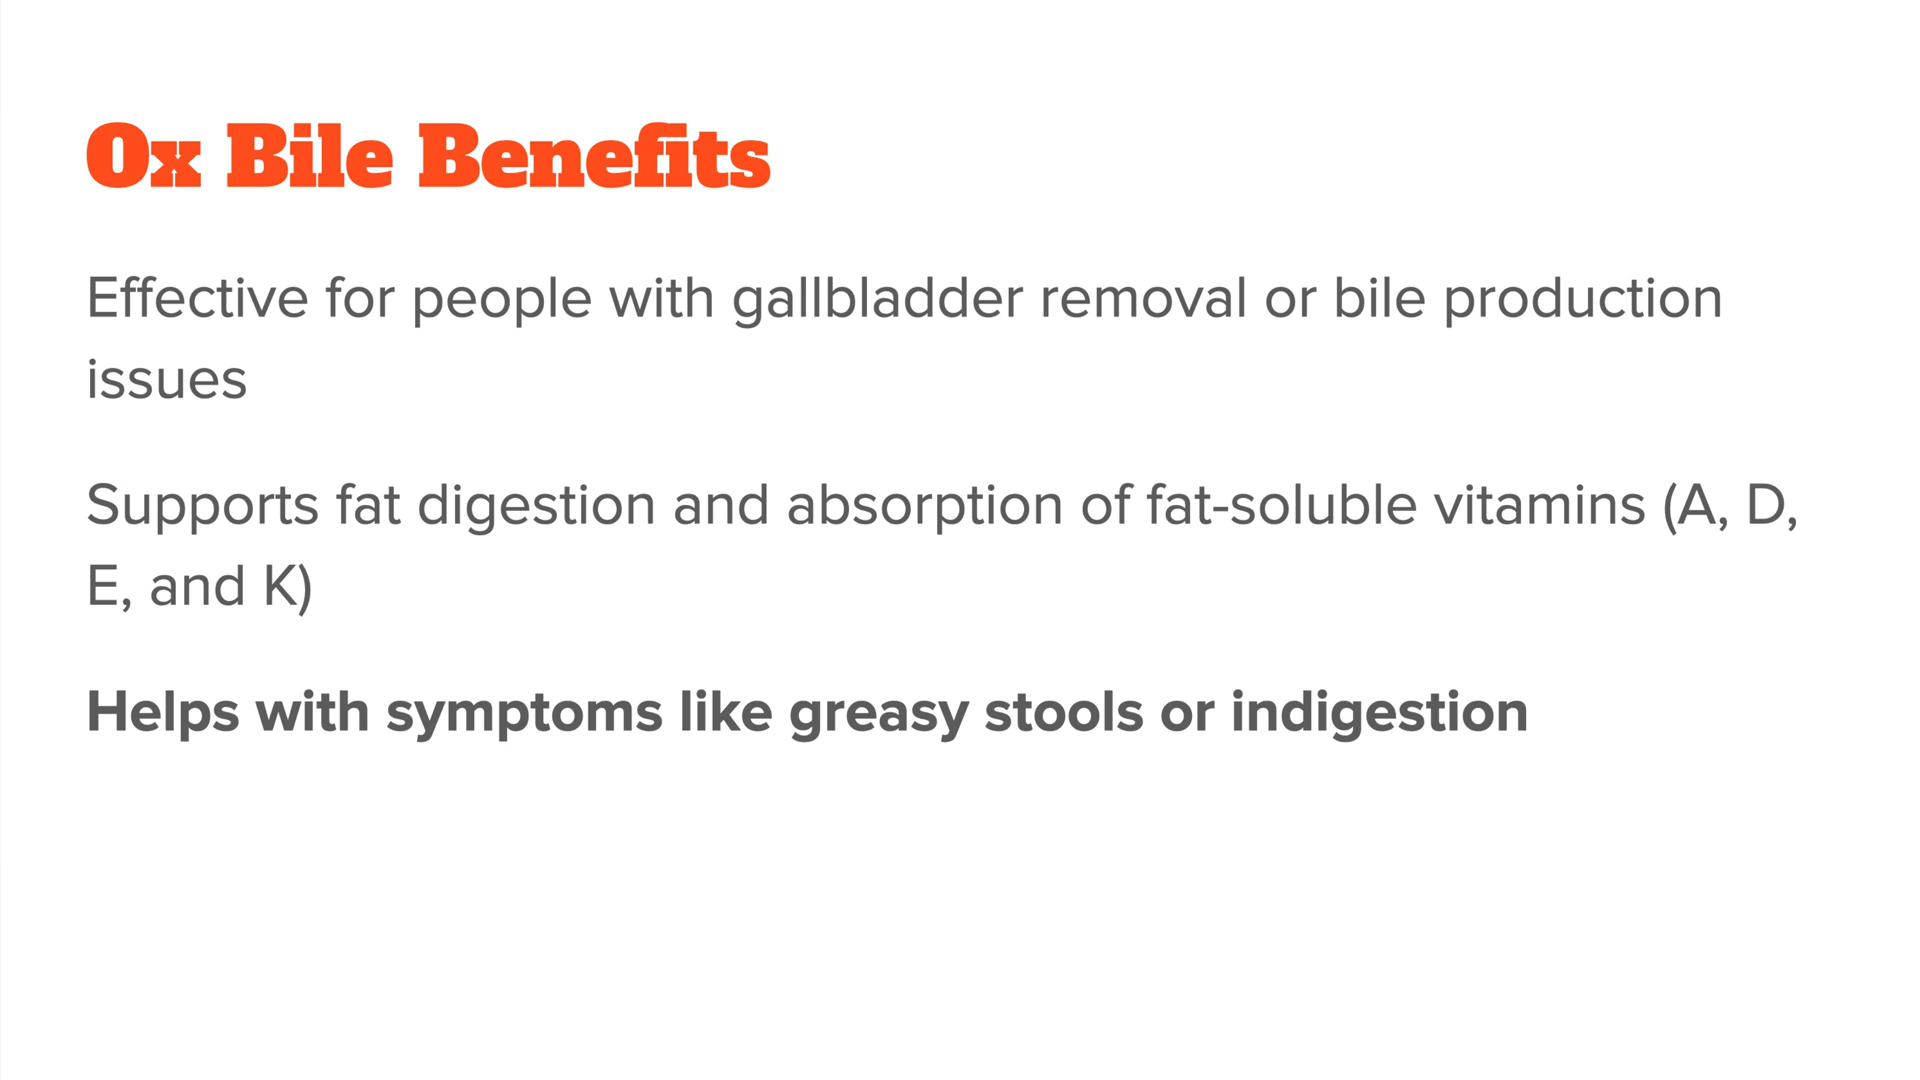 Ox Bile Benefits
Effective for people with gallbladder removal or bile production
issues
Supports fat digestion and absorption of fat-soluble vitamins (A, D,
E, and K)
Helps with symptoms like greasy stools or indigestion